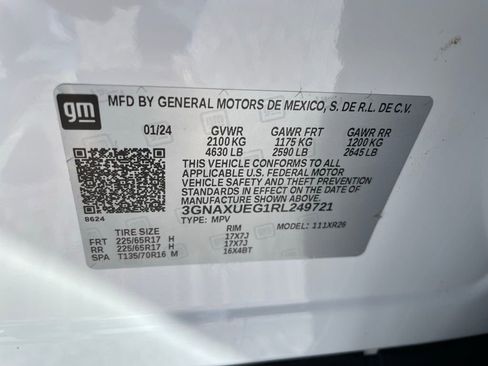 gm MFD BY GENERAL MOTORS DE MEXICO, S. DE R.L. DE C.V.
01/24 GVWR GAWR FRT GAWR RR
2100 KG 1175 KG 1200 KG
4630 LB 2590 LB 2645 LB
THIS VEHICLE CONFORMS TO ALL
APPLICABLE U.S. FEDERAL MOTOR
VEHICLE SAFETY AND THEFT PREVENTION
STANDARDS IN EFFECT ON THE DATE OF
MANUFACTURE SHOWN ABOVE.
3GNAXUEG1RL249721
TYPE: MPV MODEL: 111XR26
8624
TIRE SIZE RIM
FRT 225/65R17 H 17X7J
RR 225/65R17 H 17X7J
SPA T135/70R16 M 16X4BT